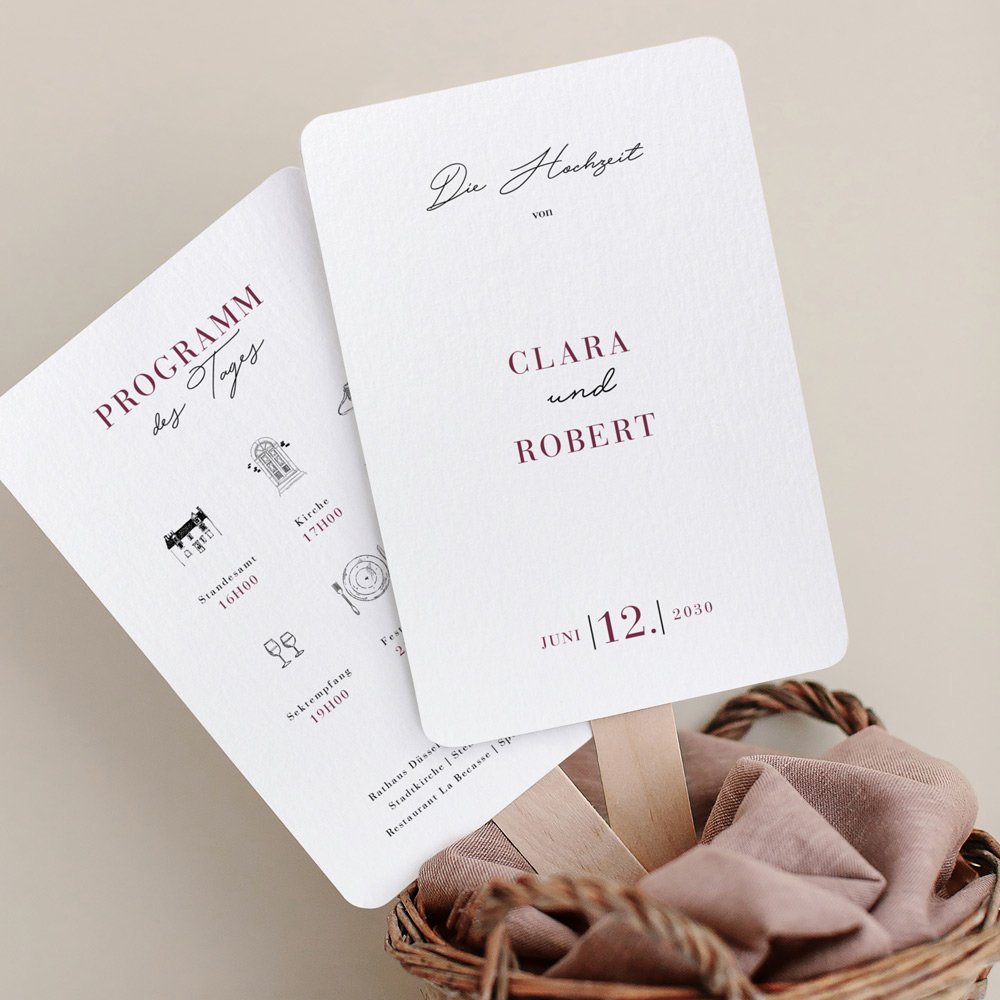 Die Hochzeit
von
CLARA
und
ROBERT
JUNI |12.| 2030
PROGRAMM
des Tages
Standesamt
16H00
Kirche
17H00
Sektempfang
19H00
Rathaus
Stadtkirche |
Restaurant La Becasse |